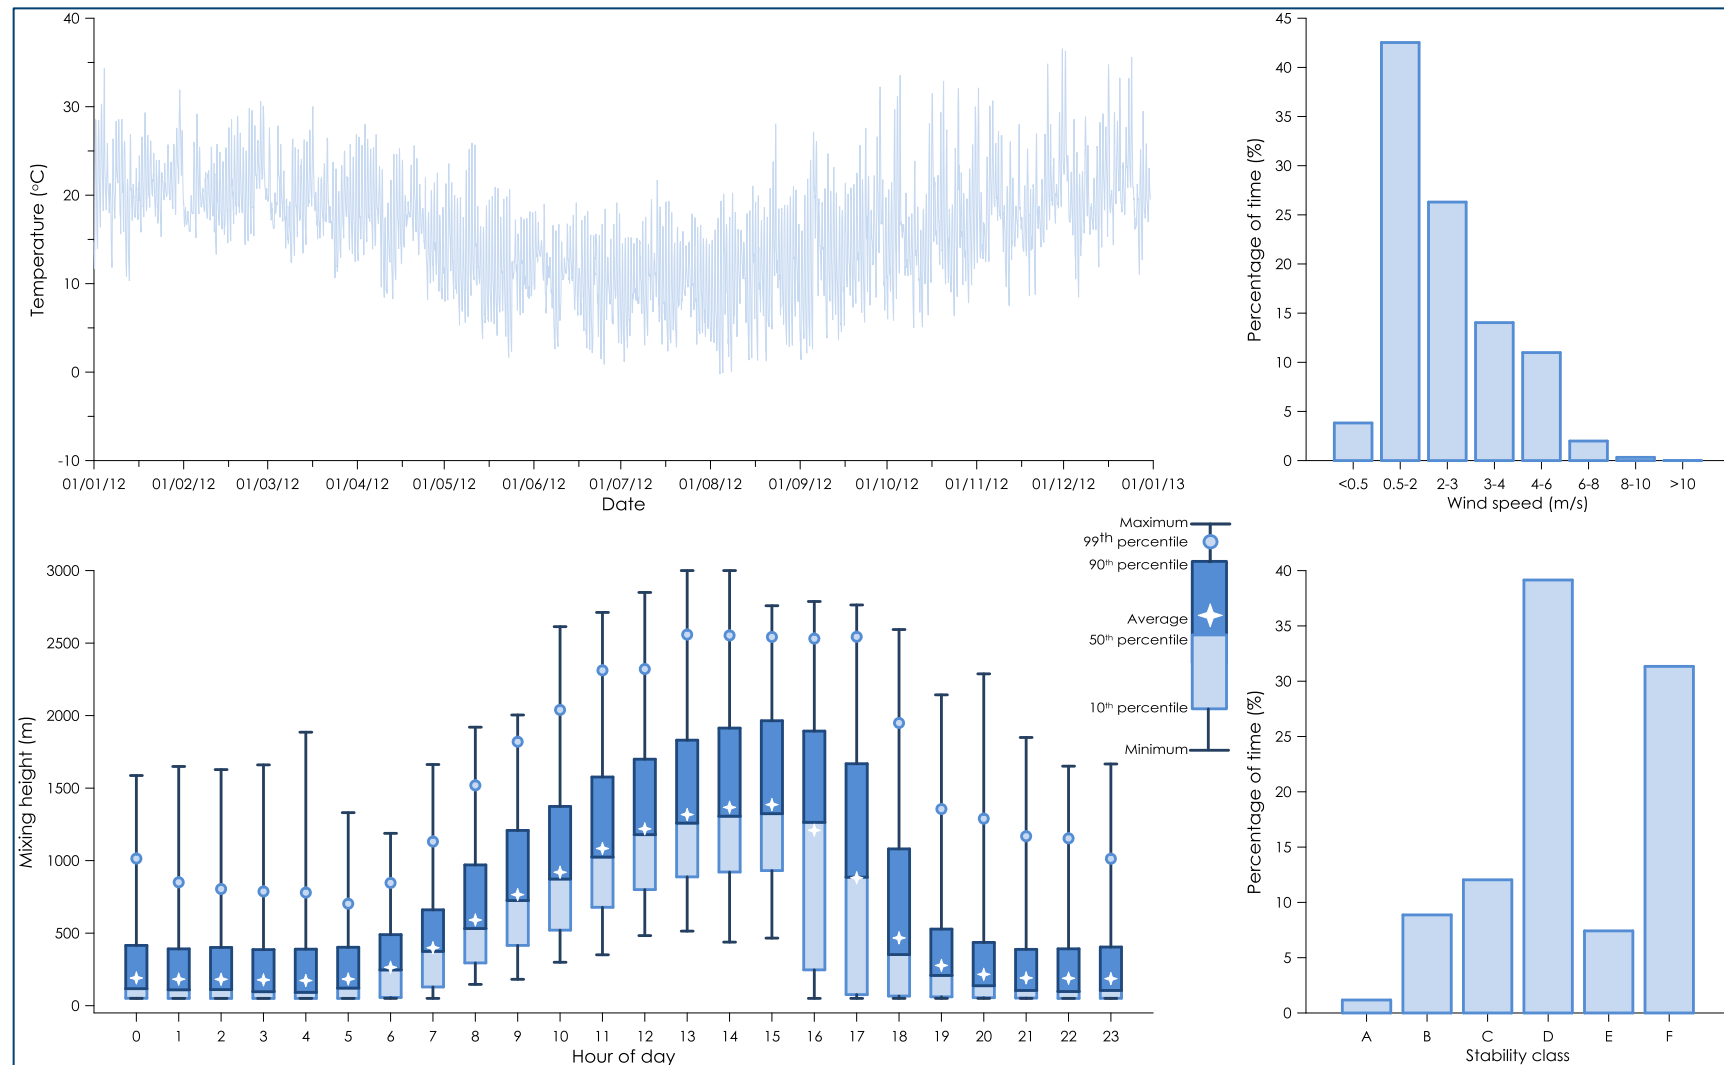 40
30
20
10
0
-10
Temperature (°C)
01/01/12 01/02/12 01/03/12 01/04/12 01/05/12 01/06/12 01/07/12 01/08/12 01/09/12 01/10/12 01/11/12 01/12/12 01/01/13
Date
45
40
35
30
25
20
15
10
5
0
Percentage of time (%)
<0.5 0.5-2 2-3 3-4 4-6 6-8 8-10 >10
Wind speed (m/s)
Maximum
99th percentile
90th percentile
Average
50th percentile
10th percentile
Minimum
3000
2500
2000
1500
1000
500
0
Mixing height (m)
0 1 2 3 4 5 6 7 8 9 10 11 12 13 14 15 16 17 18 19 20 21 22 23
Hour of day
40
35
30
25
20
15
10
5
0
Percentage of time (%)
A B C D E F
Stability class